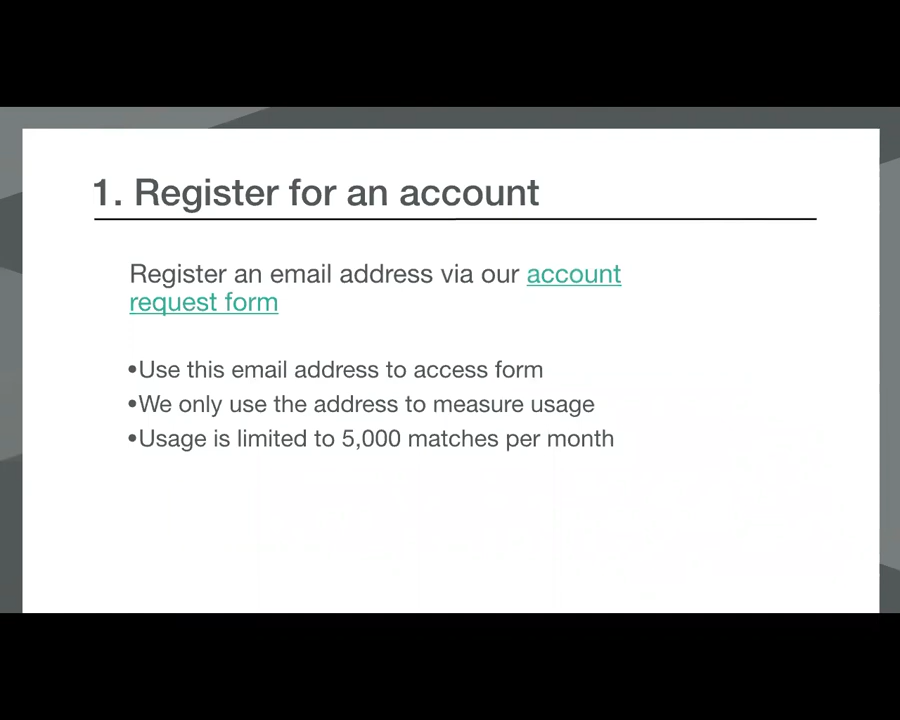 1. Register for an account
Register an email address via our account
request form
•Use this email address to access form
•We only use the address to measure usage
•Usage is limited to 5,000 matches per month